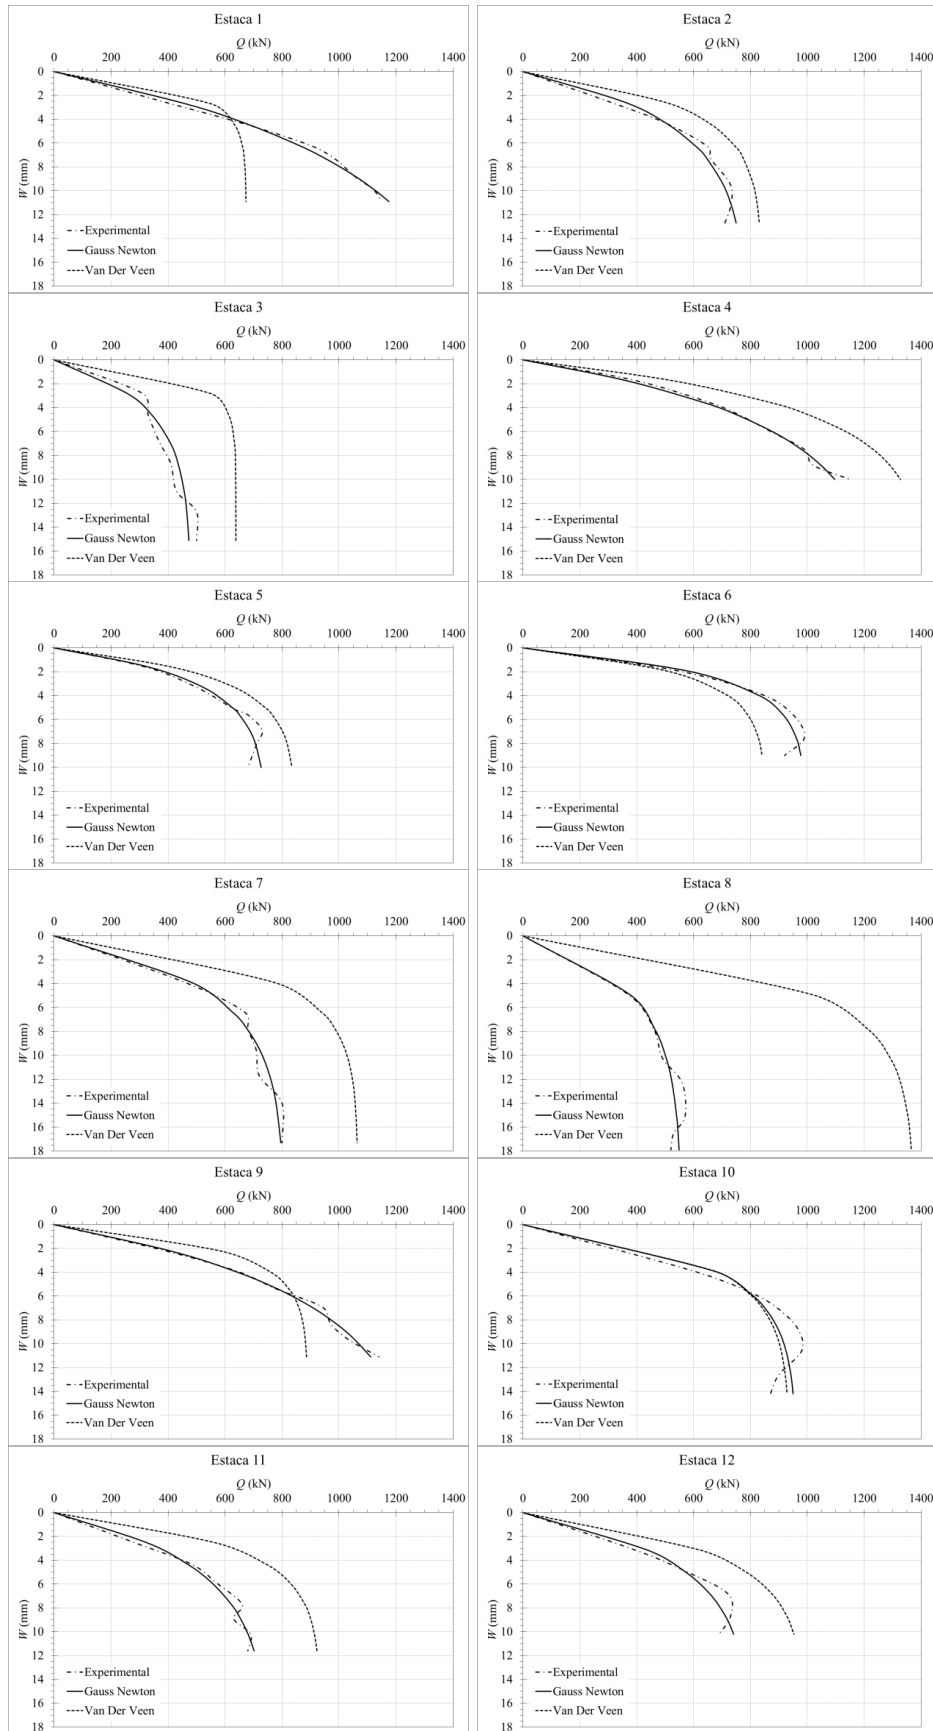 Estaca 1
Q (kN)
0 200 400 600 800 1000 1200 1400
0
2
4
6
8
10
12
14
16
18
W (mm)
Experimental
Gauss Newton
Van Der Veen
Estaca 2
Q (kN)
0 200 400 600 800 1000 1200 1400
0
2
4
6
8
10
12
14
16
18
W (mm)
Experimental
Gauss Newton
Van Der Veen
Estaca 3
Q (kN)
0 200 400 600 800 1000 1200 1400
0
2
4
6
8
10
12
14
16
18
W (mm)
Experimental
Gauss Newton
Van Der Veen
Estaca 4
Q (kN)
0 200 400 600 800 1000 1200 1400
0
2
4
6
8
10
12
14
16
18
W (mm)
Experimental
Gauss Newton
Van Der Veen
Estaca 5
Q (kN)
0 200 400 600 800 1000 1200 1400
0
2
4
6
8
10
12
14
16
18
W (mm)
Experimental
Gauss Newton
Van Der Veen
Estaca 6
Q (kN)
0 200 400 600 800 1000 1200 1400
0
2
4
6
8
10
12
14
16
18
W (mm)
Experimental
Gauss Newton
Van Der Veen
Estaca 7
Q (kN)
0 200 400 600 800 1000 1200 1400
0
2
4
6
8
10
12
14
16
18
W (mm)
Experimental
Gauss Newton
Van Der Veen
Estaca 8
Q (kN)
0 200 400 600 800 1000 1200 1400
0
2
4
6
8
10
12
14
16
18
W (mm)
Experimental
Gauss Newton
Van Der Veen
Estaca 9
Q (kN)
0 200 400 600 800 1000 1200 1400
0
2
4
6
8
10
12
14
16
18
W (mm)
Experimental
Gauss Newton
Van Der Veen
Estaca 10
Q (kN)
0 200 400 600 800 1000 1200 1400
0
2
4
6
8
10
12
14
16
18
W (mm)
Experimental
Gauss Newton
Van Der Veen
Estaca 11
Q (kN)
0 200 400 600 800 1000 1200 1400
0
2
4
6
8
10
12
14
16
18
W (mm)
Experimental
Gauss Newton
Van Der Veen
Estaca 12
Q (kN)
0 200 400 600 800 1000 1200 1400
0
2
4
6
8
10
12
14
16
18
W (mm)
Experimental
Gauss Newton
Van Der Veen